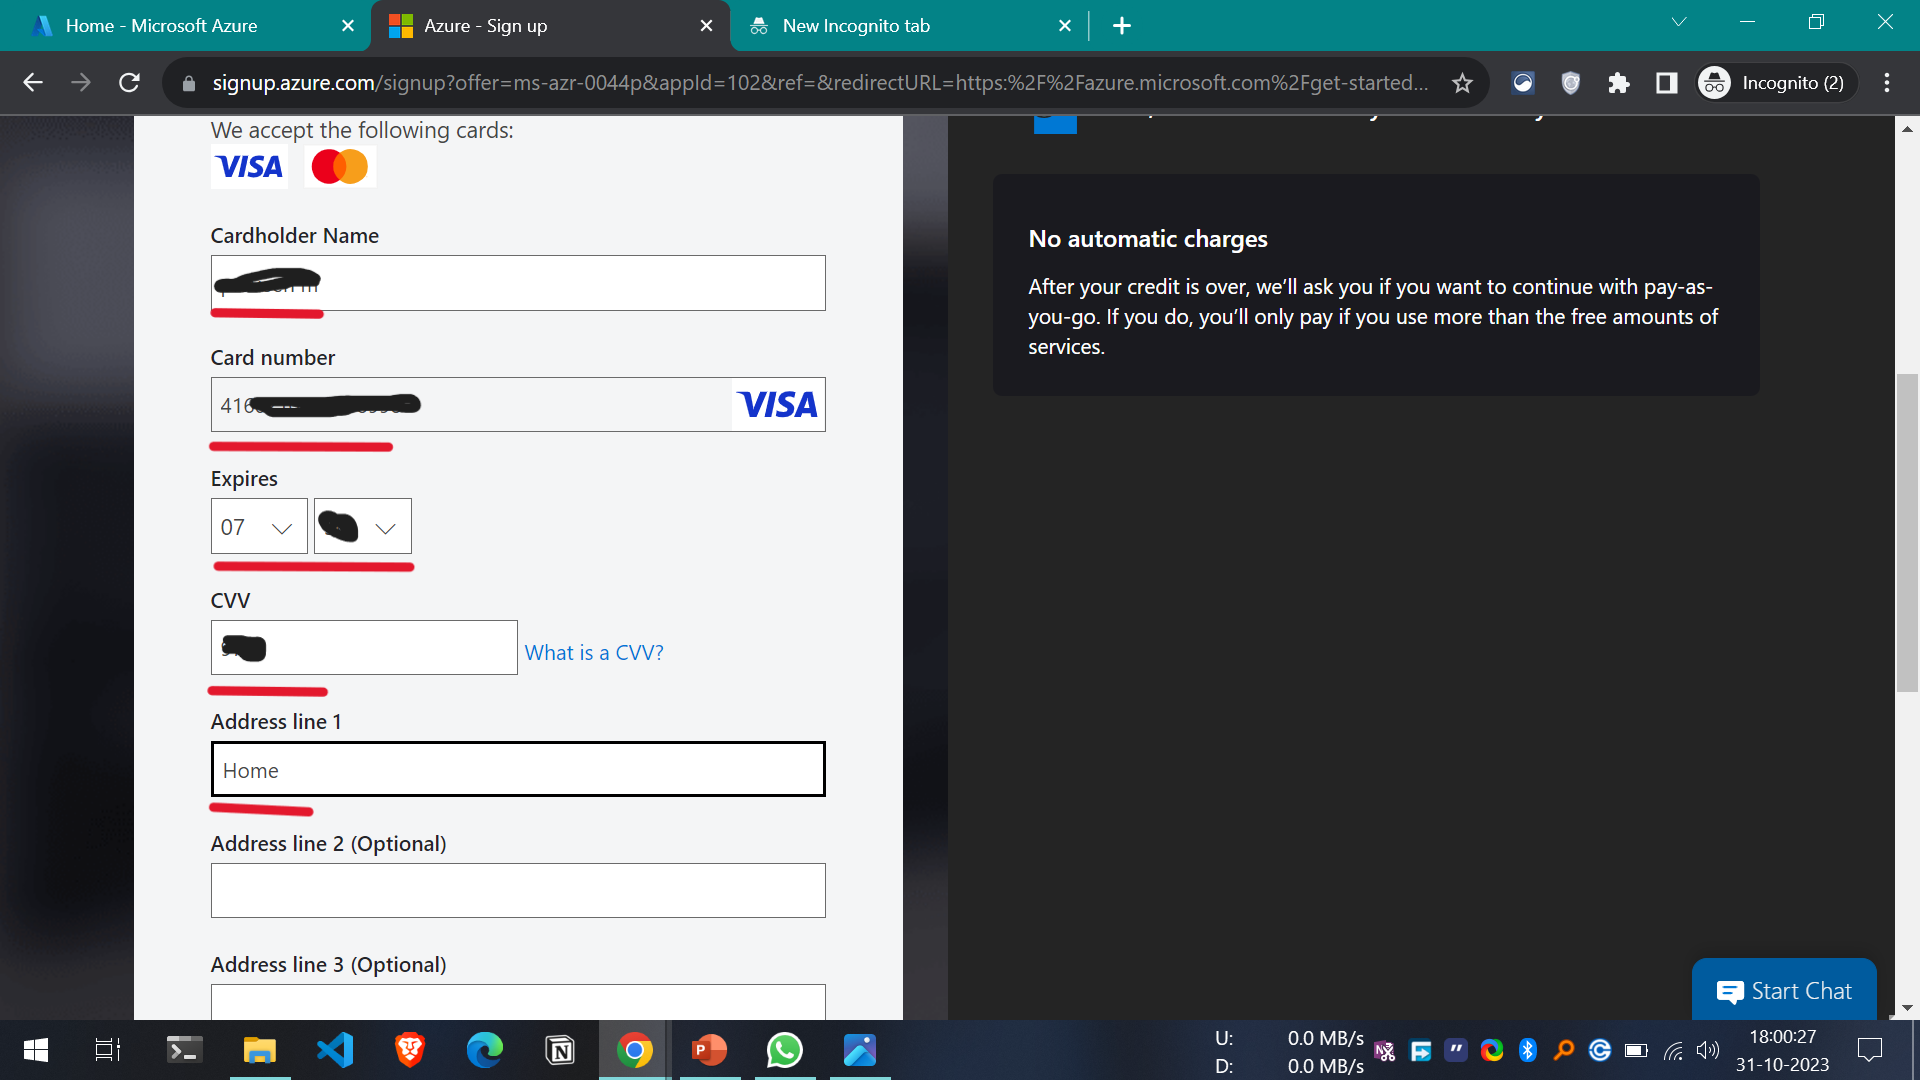 Home - Microsoft Azure
Azure - Sign up
New Incognito tab
signup.azure.com/signup?offer=ms-azr-0044p&appId=102&ref=&redirectURL=https:%2F%2Fazure.microsoft.com%2Fget-started...
Incognito (2)
We accept the following cards:
VISA
Cardholder Name
Card number
416
VISA
Expires
07
CVV
What is a CVV?
Address line 1
Home
Address line 2 (Optional)
Address line 3 (Optional)
No automatic charges
After your credit is over, we’ll ask you if you want to continue with pay-as-
you-go. If you do, you’ll only pay if you use more than the free amounts of
services.
Start Chat
U: 0.0 MB/s
D: 0.0 MB/s
18:00:27
31-10-2023